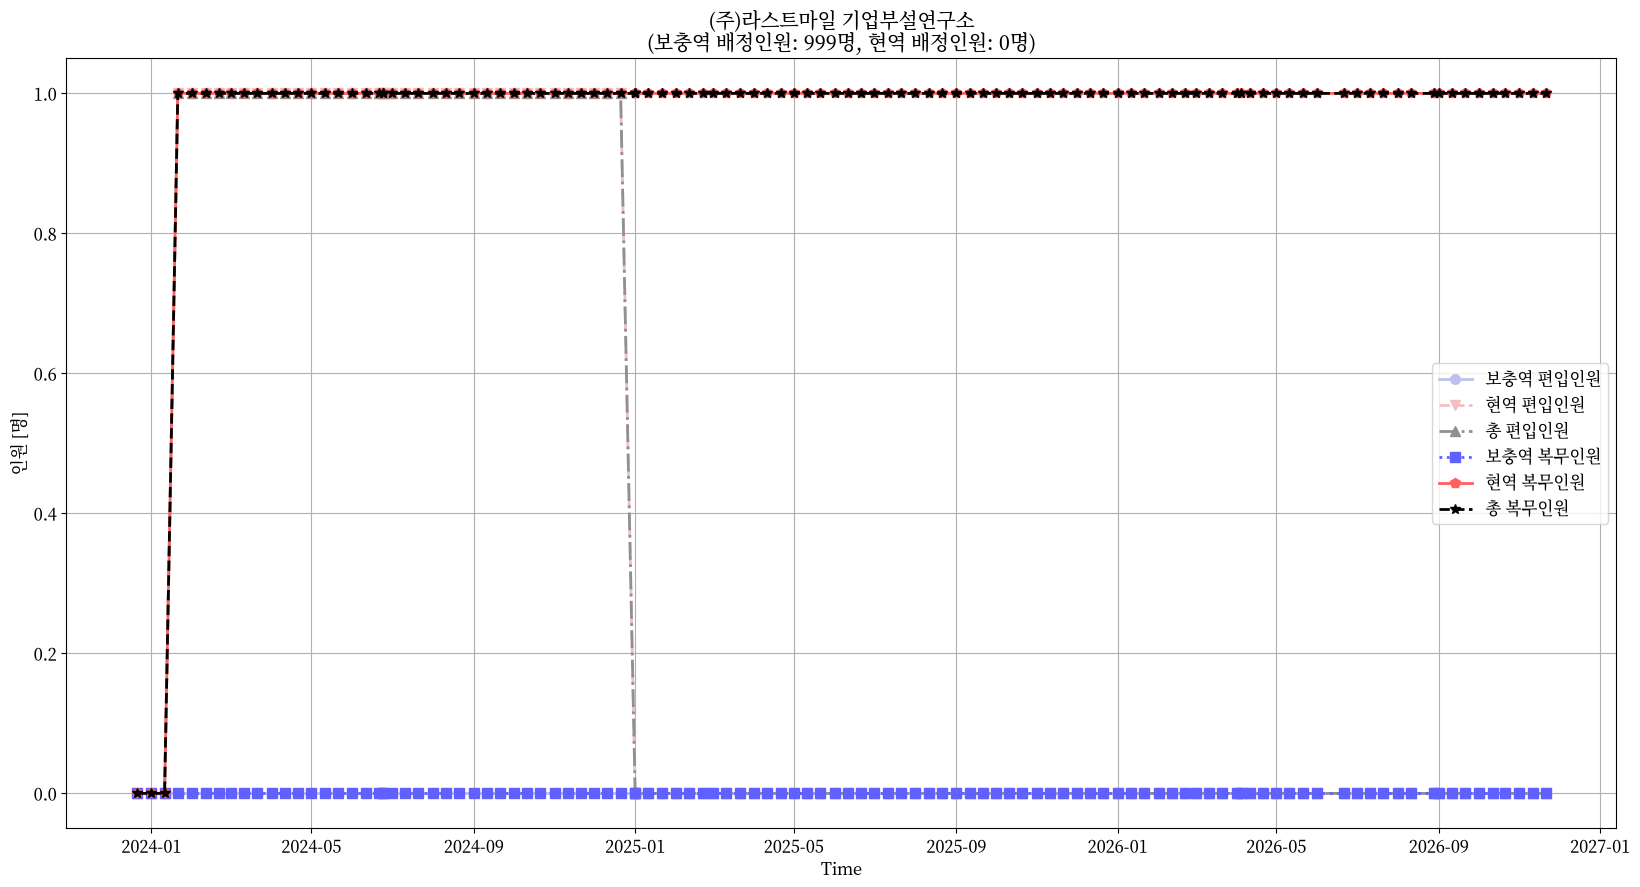 (주)라스트마일 기업부설연구소
(보충역 배정인원: 999명, 현역 배정인원: 0명)
인원 [명]
1.0
0.8
0.6
0.4
0.2
0.0
보충역 편입인원
현역 편입인원
총 편입인원
보충역 복무인원
현역 복무인원
총 복무인원
2024-01
2024-05
2024-09
2025-01
2025-05
2025-09
2026-01
2026-05
2026-09
2027-01
Time